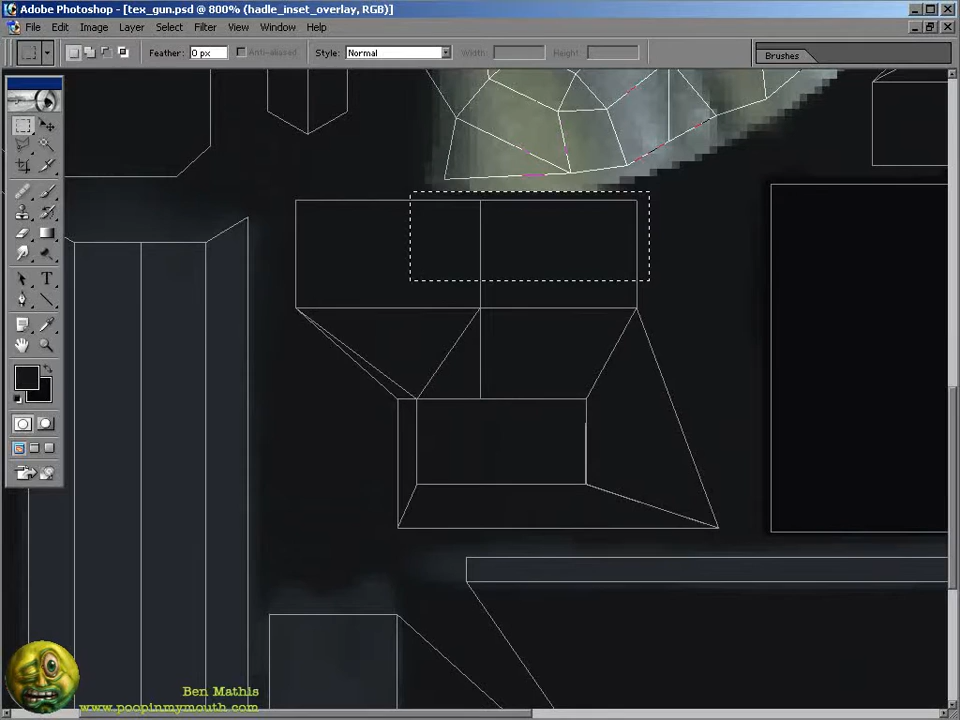 Adobe Photoshop - [tex_gun.psd @ 800% (hadle_inset_overlay, RGB)]
File Edit Image Layer Select Filter View Window Help
Feather: 0 px Anti-aliased Style: Normal Width: Height: Brushes
T
Ben Mathis
www.poopinmymouth.com